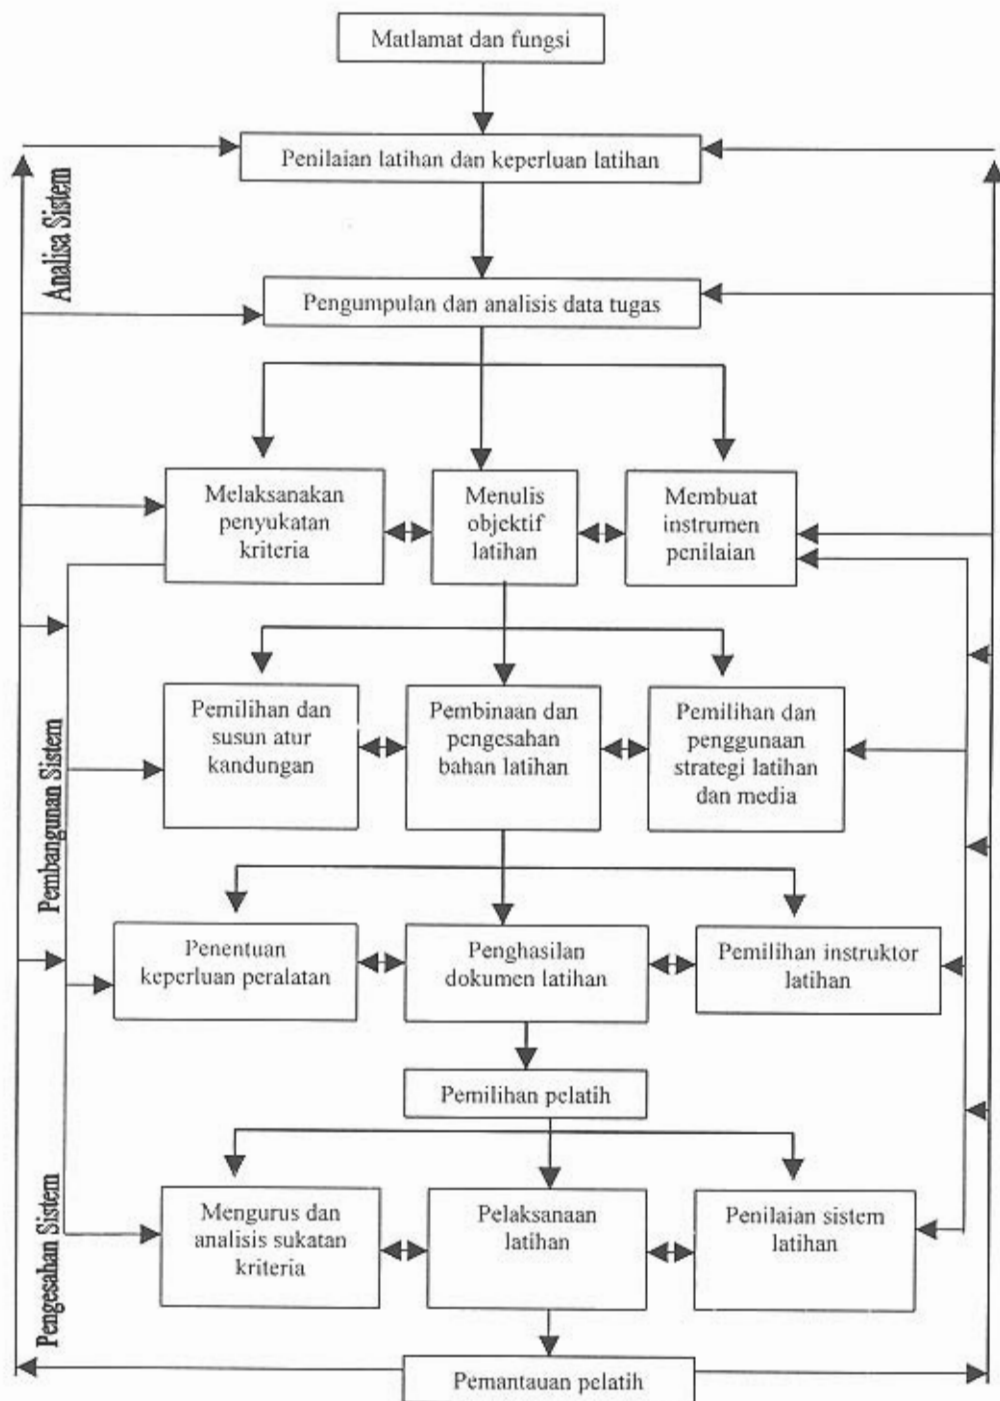 Matlamat dan fungsi
Penilaian latihan dan keperluan latihan
Analisa Sistem
Pengumpulan dan analisis data tugas
Melaksanakan
penyukatan
kriteria
Menulis
objektif
latihan
Membuat
instrumen
penilaian
Pembangunan Sistem
Pemilihan dan
susun atur
kandungan
Pembinaan dan
pengesahan
bahan latihan
Pemilihan dan
penggunaan
strategi latihan
dan media
Penentuan
keperluan peralatan
Penghasilan
dokumen latihan
Pemilihan instruktor
latihan
Pemilihan pelatih
Pengesahan Sistem
Mengurus dan
analisis sukatan
kriteria
Pelaksanaan
latihan
Penilaian sistem
latihan
Pemantauan pelatih